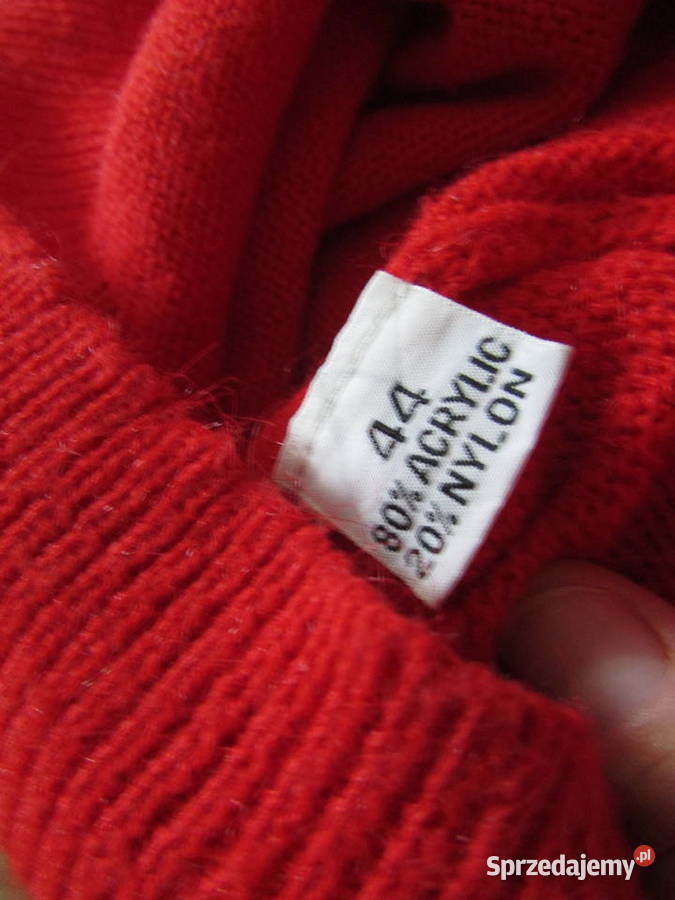 44
80% ACRYLIC
20% NYLON
Sprzedajemy.pl